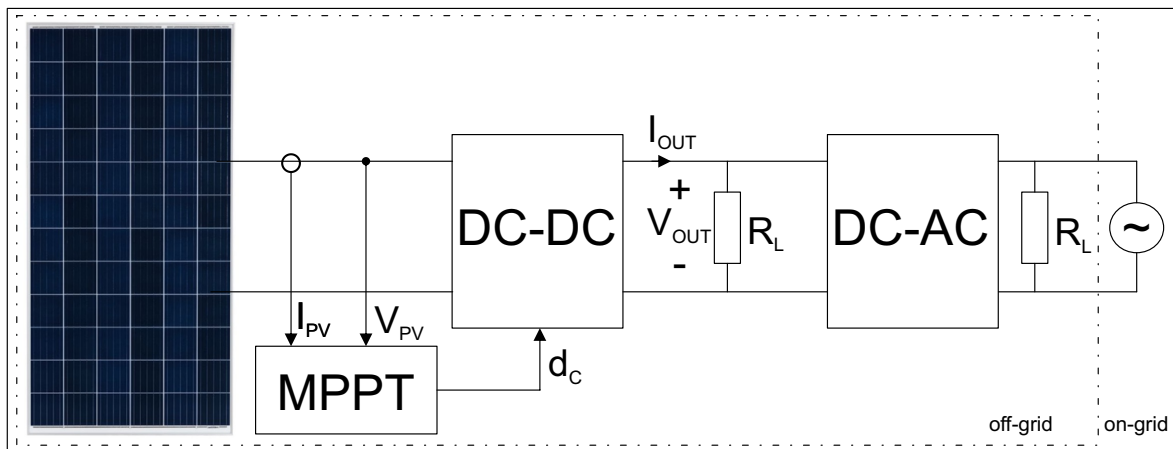 I_OUT
+
V_OUT
-
R_L
DC-DC
DC-AC
R_L
~
I_PV
V_PV
MPPT
d_C
off-grid
on-grid